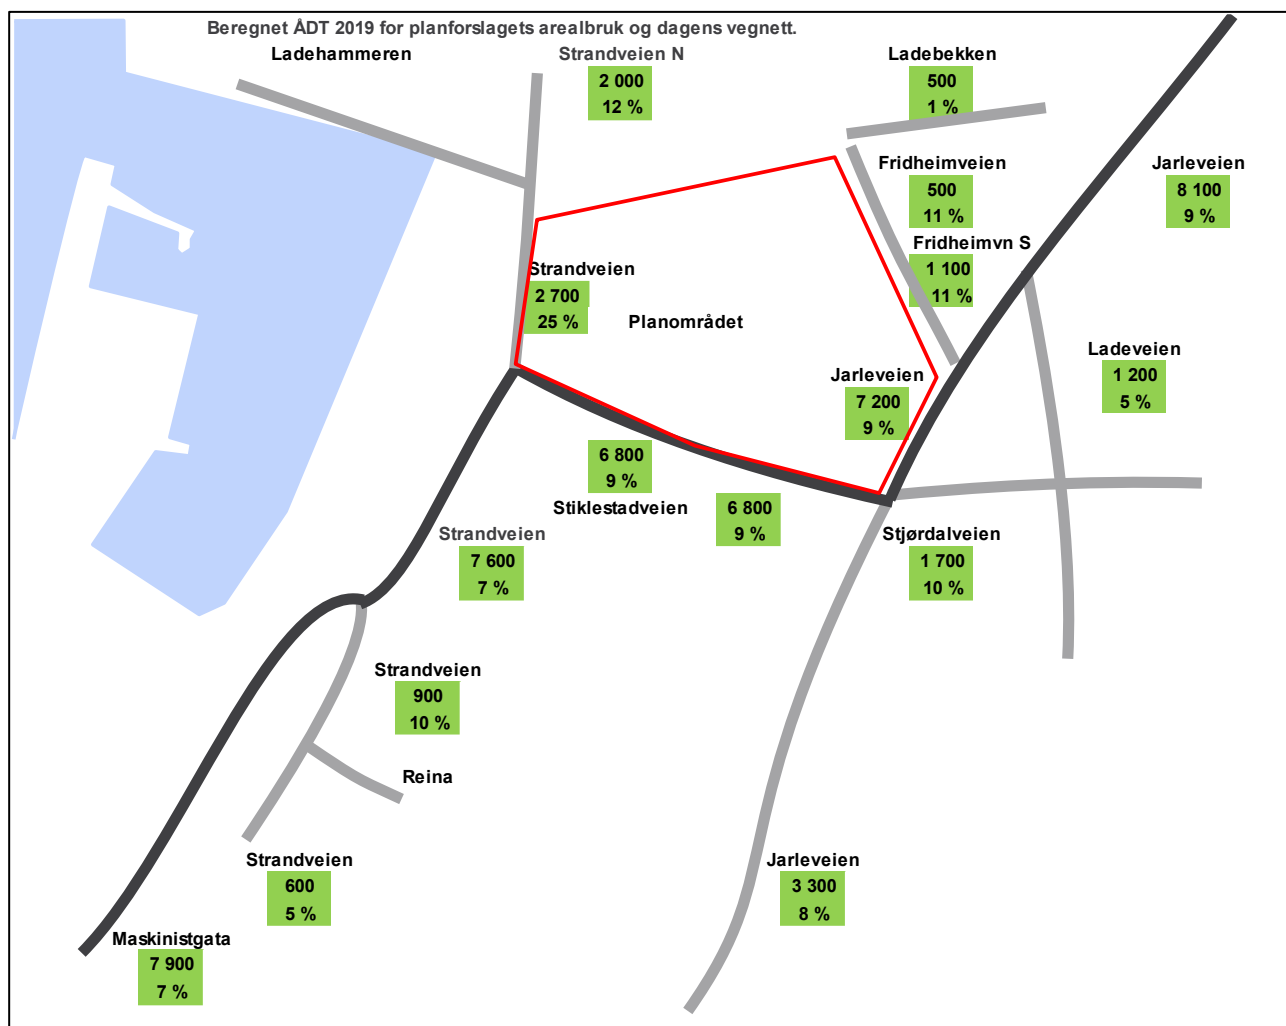 Beregnet ÅDT 2019 for planforslagets arealbruk og dagens vegnett.
Ladehammeren
Strandveien N
2 000
12 %
Ladebekken
500
1 %
Fridheimveien
500
11 %
Jarleveien
8 100
9 %
Fridheimvn S
1 100
11 %
Strandveien
2 700
25 %
Planområdet
Ladeveien
1 200
5 %
Jarleveien
7 200
9 %
6 800
9 %
Stiklestadveien
6 800
9 %
Strandveien
7 600
7 %
Stjørdalveien
1 700
10 %
Strandveien
900
10 %
Reina
Strandveien
600
5 %
Jarleveien
3 300
8 %
Maskinistgata
7 900
7 %